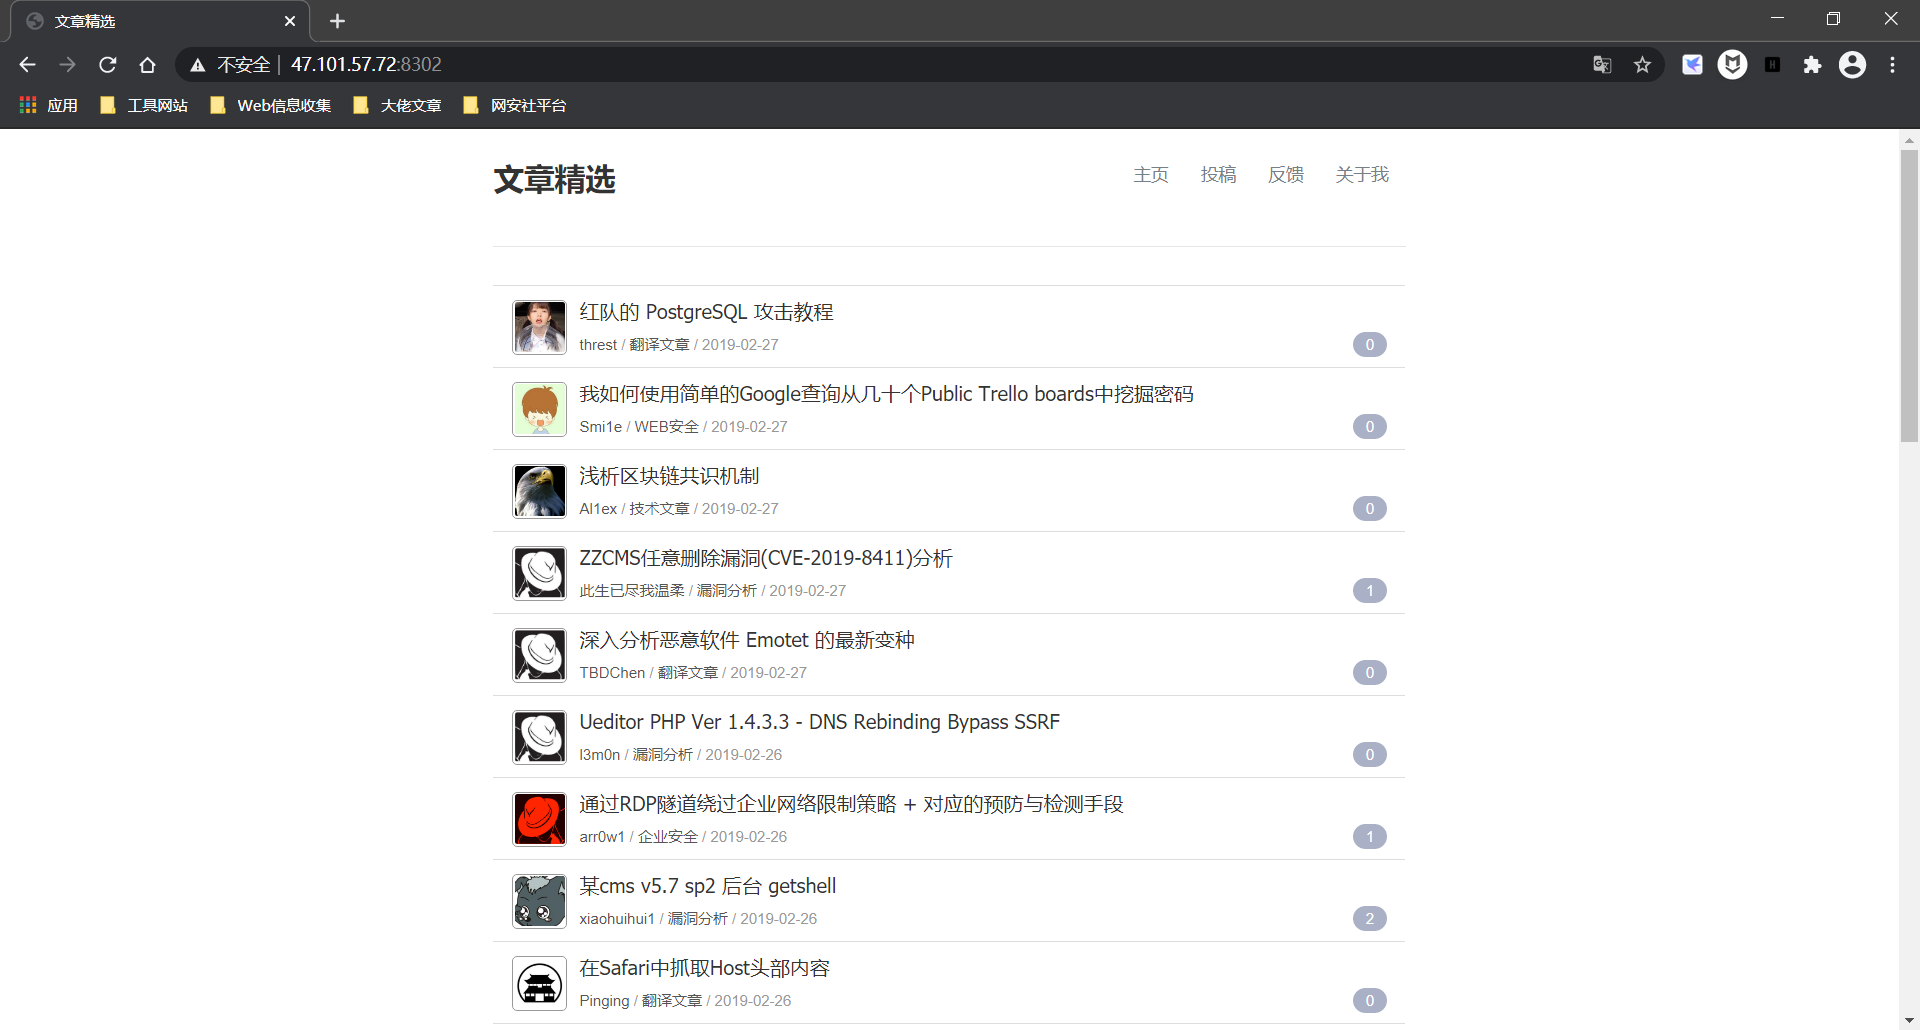 文章精选
不安全 | 47.101.57.72:8302
应用 工具网站 Web信息收集 大佬文章 网安社平台
文章精选
主页 投稿 反馈 关于我
红队的 PostgreSQL 攻击教程
threst / 翻译文章 / 2019-02-27
0
我如何使用简单的Google查询从几十个Public Trello boards中挖掘密码
Smi1e / WEB安全 / 2019-02-27
0
浅析区块链共识机制
Al1ex / 技术文章 / 2019-02-27
0
ZZCMS任意删除漏洞(CVE-2019-8411)分析
此生已尽我温柔 / 漏洞分析 / 2019-02-27
1
深入分析恶意软件 Emotet 的最新变种
TBDChen / 翻译文章 / 2019-02-27
0
Ueditor PHP Ver 1.4.3.3 - DNS Rebinding Bypass SSRF
l3m0n / 漏洞分析 / 2019-02-26
0
通过RDP隧道绕过企业网络限制策略 + 对应的预防与检测手段
arr0w1 / 企业安全 / 2019-02-26
1
某cms v5.7 sp2 后台 getshell
xiaohuihui1 / 漏洞分析 / 2019-02-26
2
在Safari中抓取Host头部内容
Pinging / 翻译文章 / 2019-02-26
0